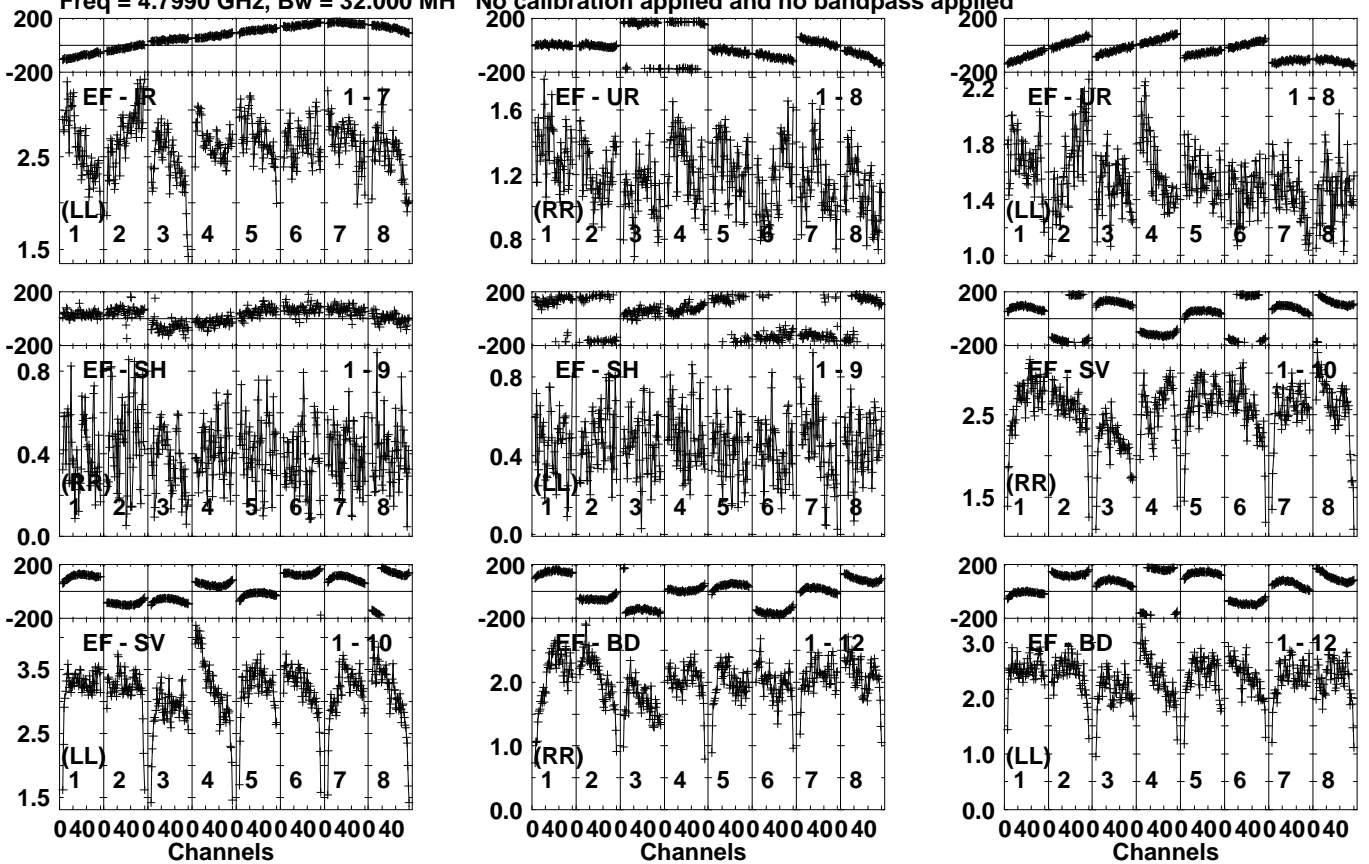 Freq = 4.7990 GHz, Bw = 32.000 MH No calibration applied and no bandpass applied
200
-200
EF - IR 1 - 7
2.5
(LL)
1 2 3 4 5 6 7 8
1.5
200
-200
EF - UR 1 - 8
1.6
1.2
(RR)
1 2 3 4 5 6 7 8
0.8
200
-200
2.2
EF - UR 1 - 8
1.8
1.4
(LL)
1 2 3 4 5 6 7 8
1.0
200
-200
EF - SH 1 - 9
0.8
0.4
(RR)
1 2 3 4 5 6 7 8
0.0
200
-200
EF - SH 1 - 9
0.8
0.4
(LL)
1 2 3 4 5 6 7 8
0.0
200
-200
EF - SV 1 - 10
2.5
(RR)
1.5
1 2 3 4 5 6 7 8
200
-200
EF - SV 1 - 10
3.5
2.5
(LL)
1 2 3 4 5 6 7 8
1.5
0 40 0 40 0 40 0 40 0 40 0 40 0 40 0 40
Channels
200
-200
EF - BD 1 - 12
2.0
1.0
(RR)
1 2 3 4 5 6 7 8
0.0
0 40 0 40 0 40 0 40 0 40 0 40 0 40 0 40
Channels
200
-200
EF - BD 1 - 12
3.0
2.0
1.0
(LL)
1 2 3 4 5 6 7 8
0.0
0 40 0 40 0 40 0 40 0 40 0 40 0 40 0 40
Channels